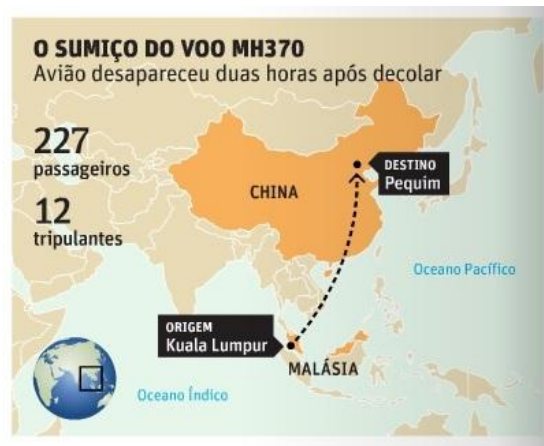 O SUMIÇO DO VOO MH370
Avião desapareceu duas horas após decolar
227
passageiros
12
tripulantes
DESTINO
Pequim
CHINA
Oceano Pacífico
ORIGEM
Kuala Lumpur
MALÁSIA
Oceano Índico